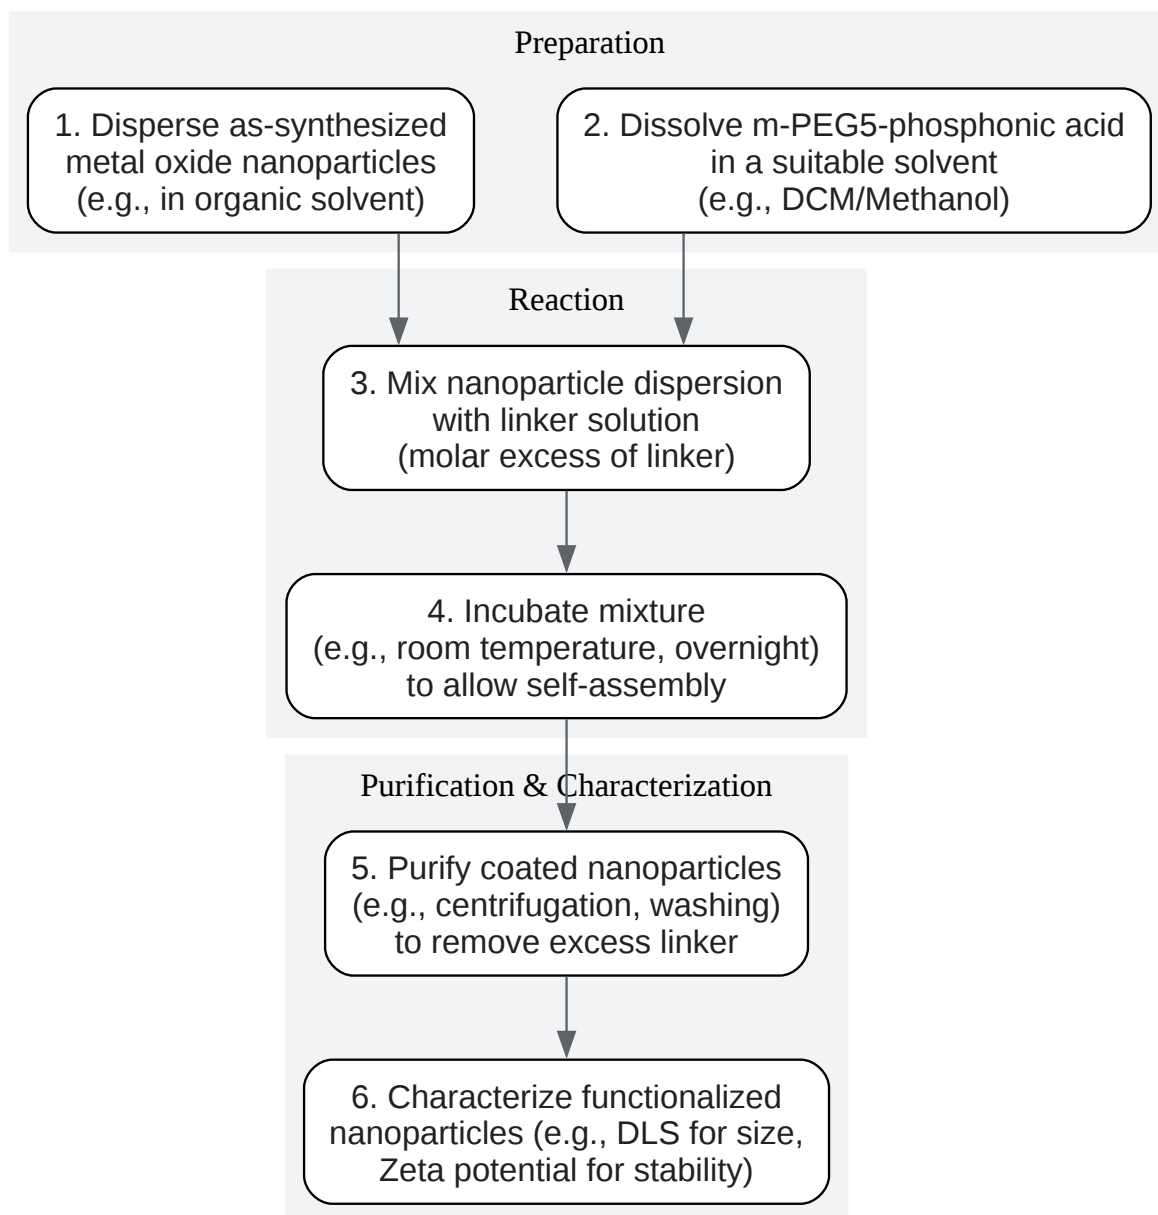 Preparation
1. Disperse as-synthesized
metal oxide nanoparticles
(e.g., in organic solvent)
2. Dissolve m-PEG5-phosphonic acid
in a suitable solvent
(e.g., DCM/Methanol)
Reaction
3. Mix nanoparticle dispersion
with linker solution
(molar excess of linker)
4. Incubate mixture
(e.g., room temperature, overnight)
to allow self-assembly
Purification & Characterization
5. Purify coated nanoparticles
(e.g., centrifugation, washing)
to remove excess linker
6. Characterize functionalized
nanoparticles (e.g., DLS for size,
Zeta potential for stability)